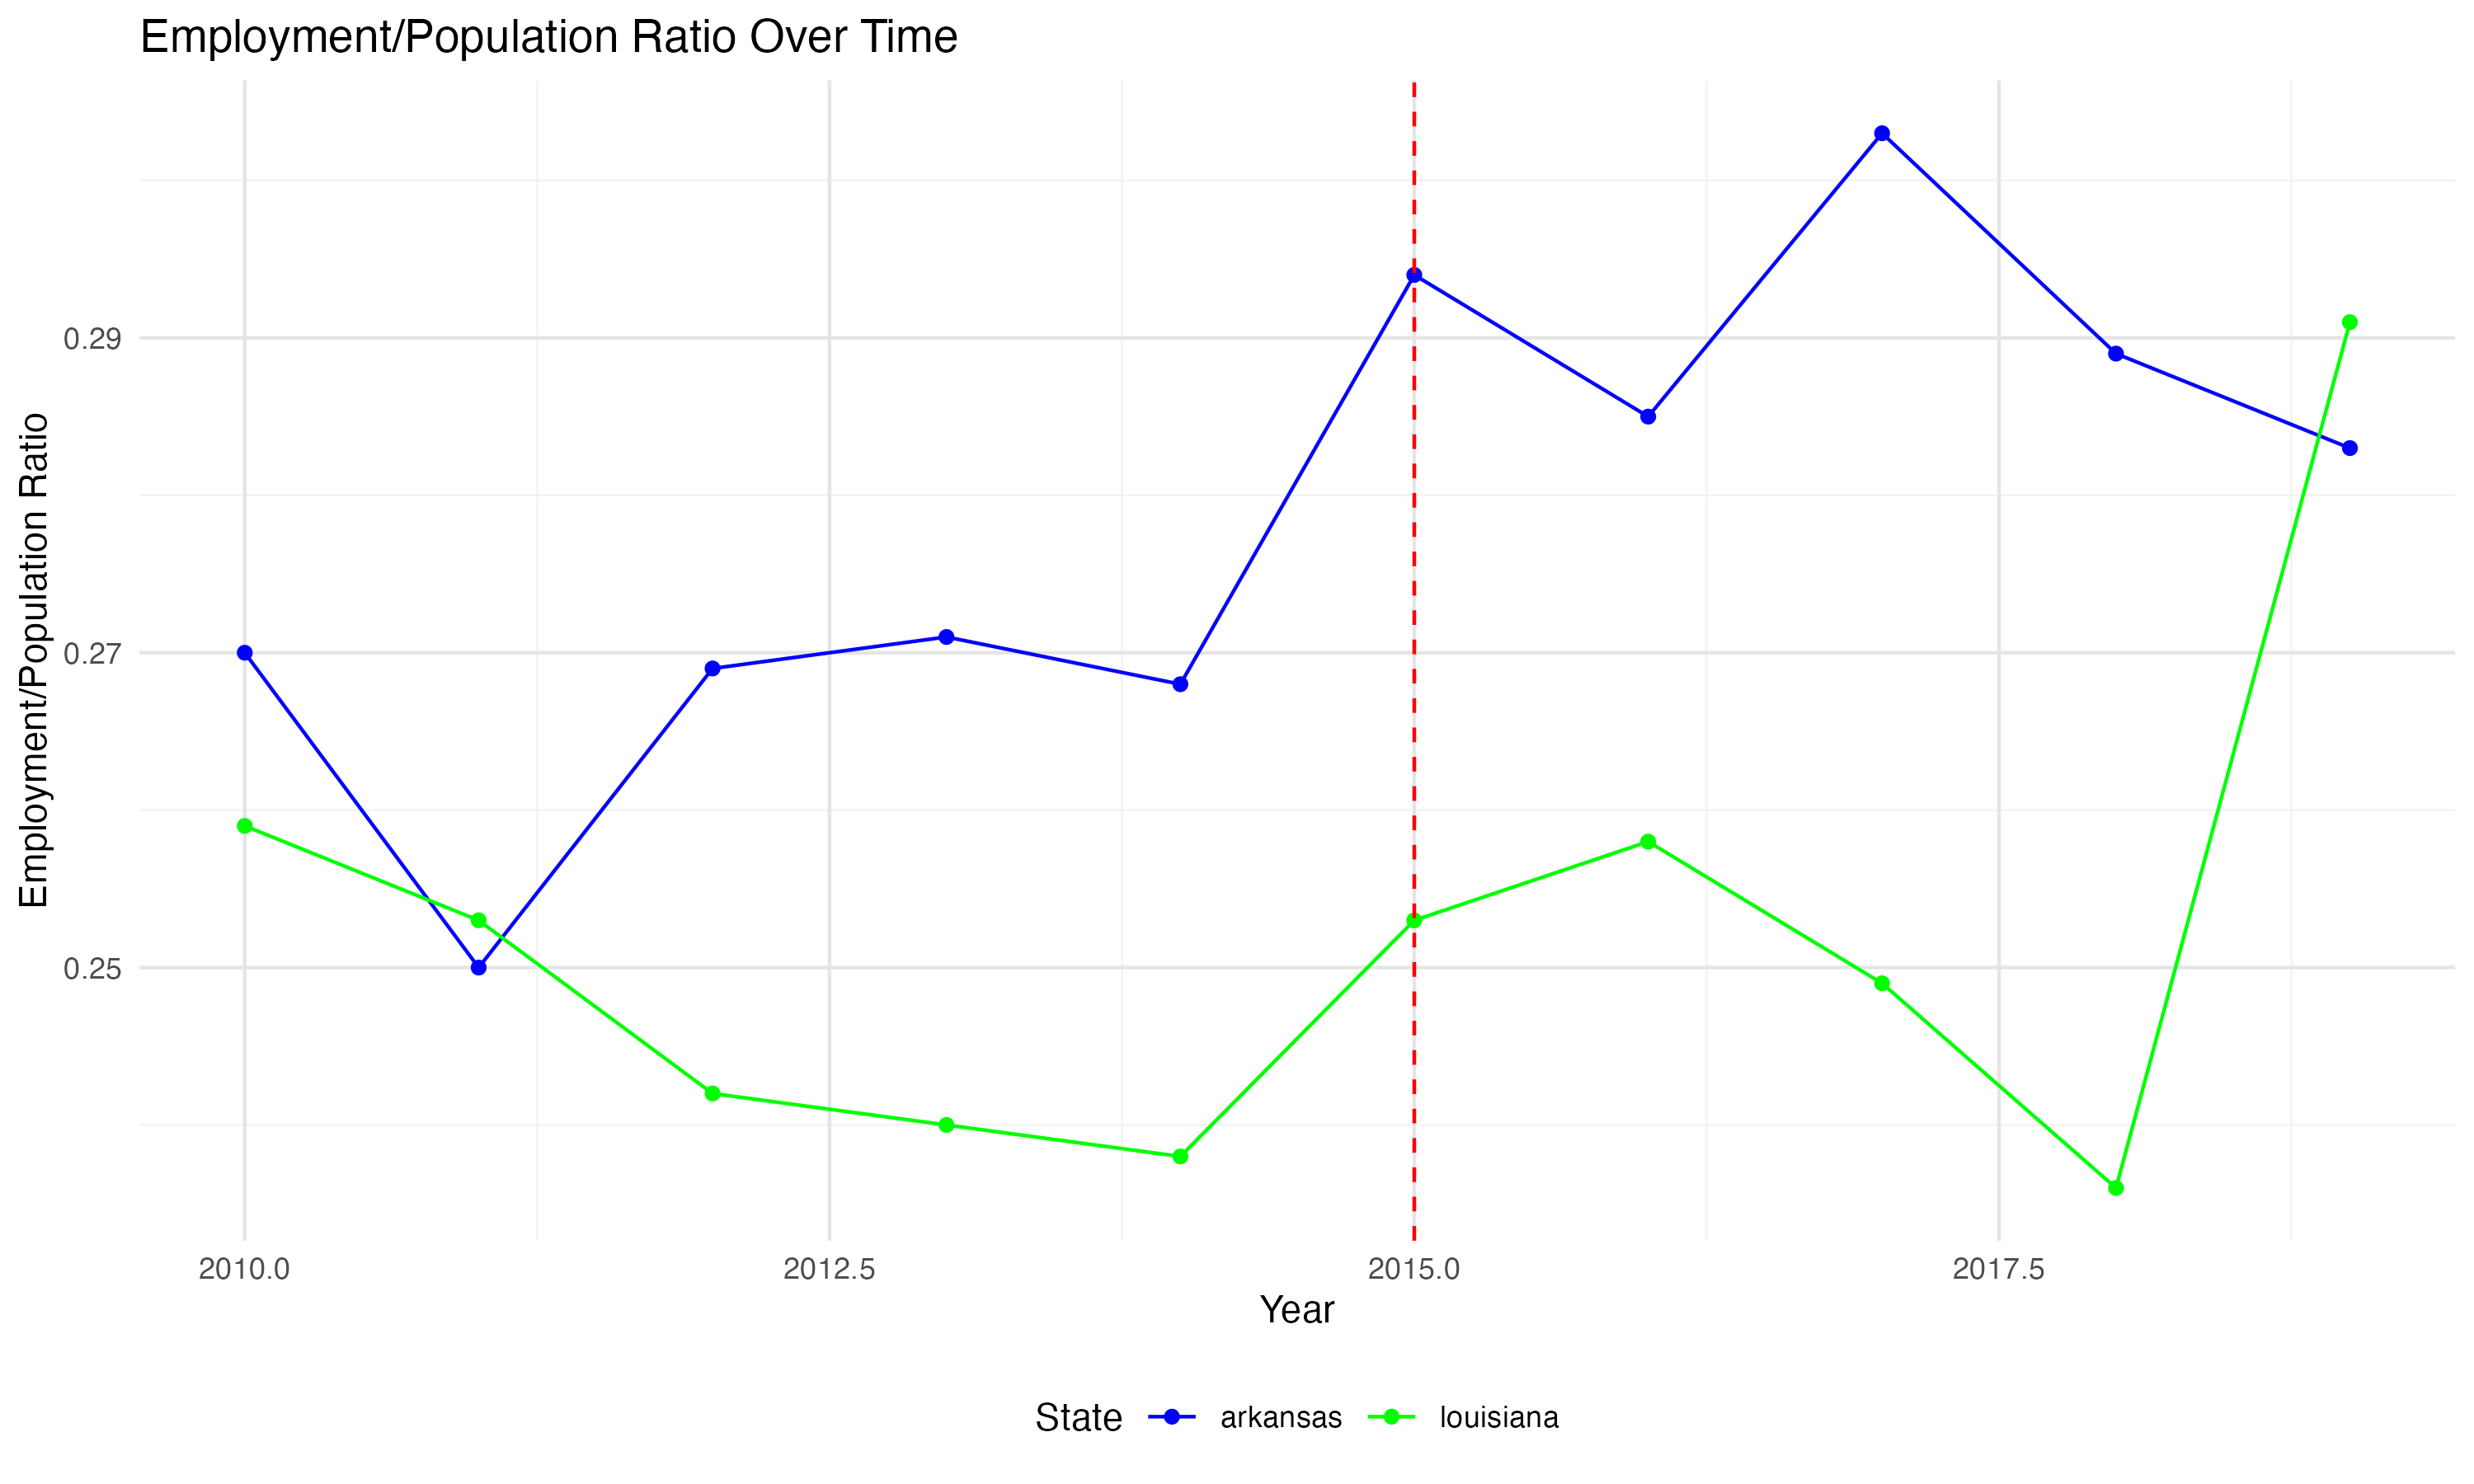 Employment/Population Ratio Over Time
Employment/Population Ratio
0.29
0.27
0.25
2010.0 2012.5 2015.0 2017.5
Year
State arkansas louisiana